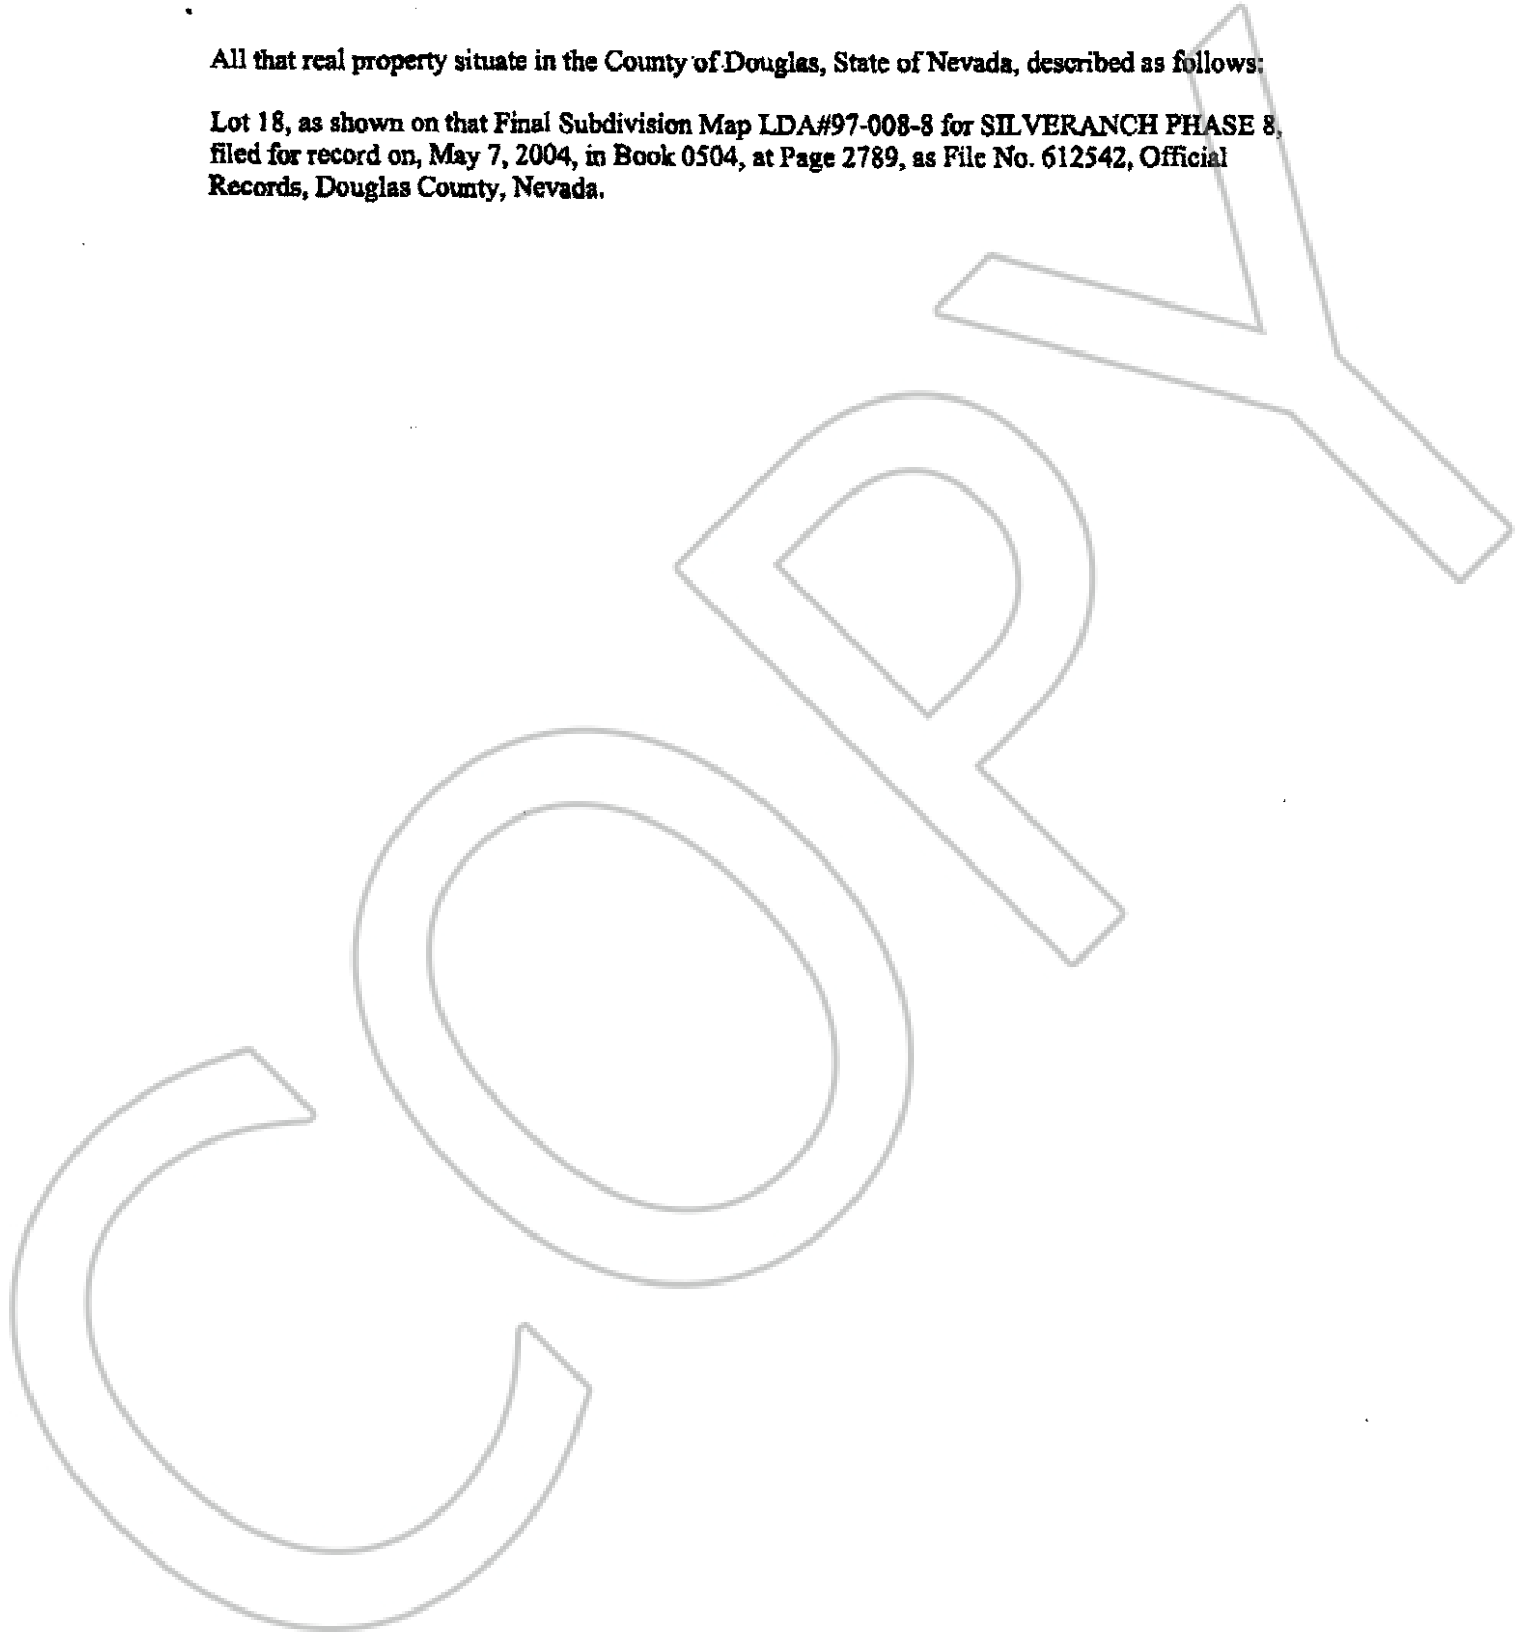 All that real property situate in the County of Douglas, State of Nevada, described as follows:
Lot 18, as shown on that Final Subdivision Map LDA#97-008-8 for SILVERANCH PHASE 8,
filed for record on, May 7, 2004, in Book 0504, at Page 2789, as File No. 612542, Official
Records, Douglas County, Nevada.
COPY